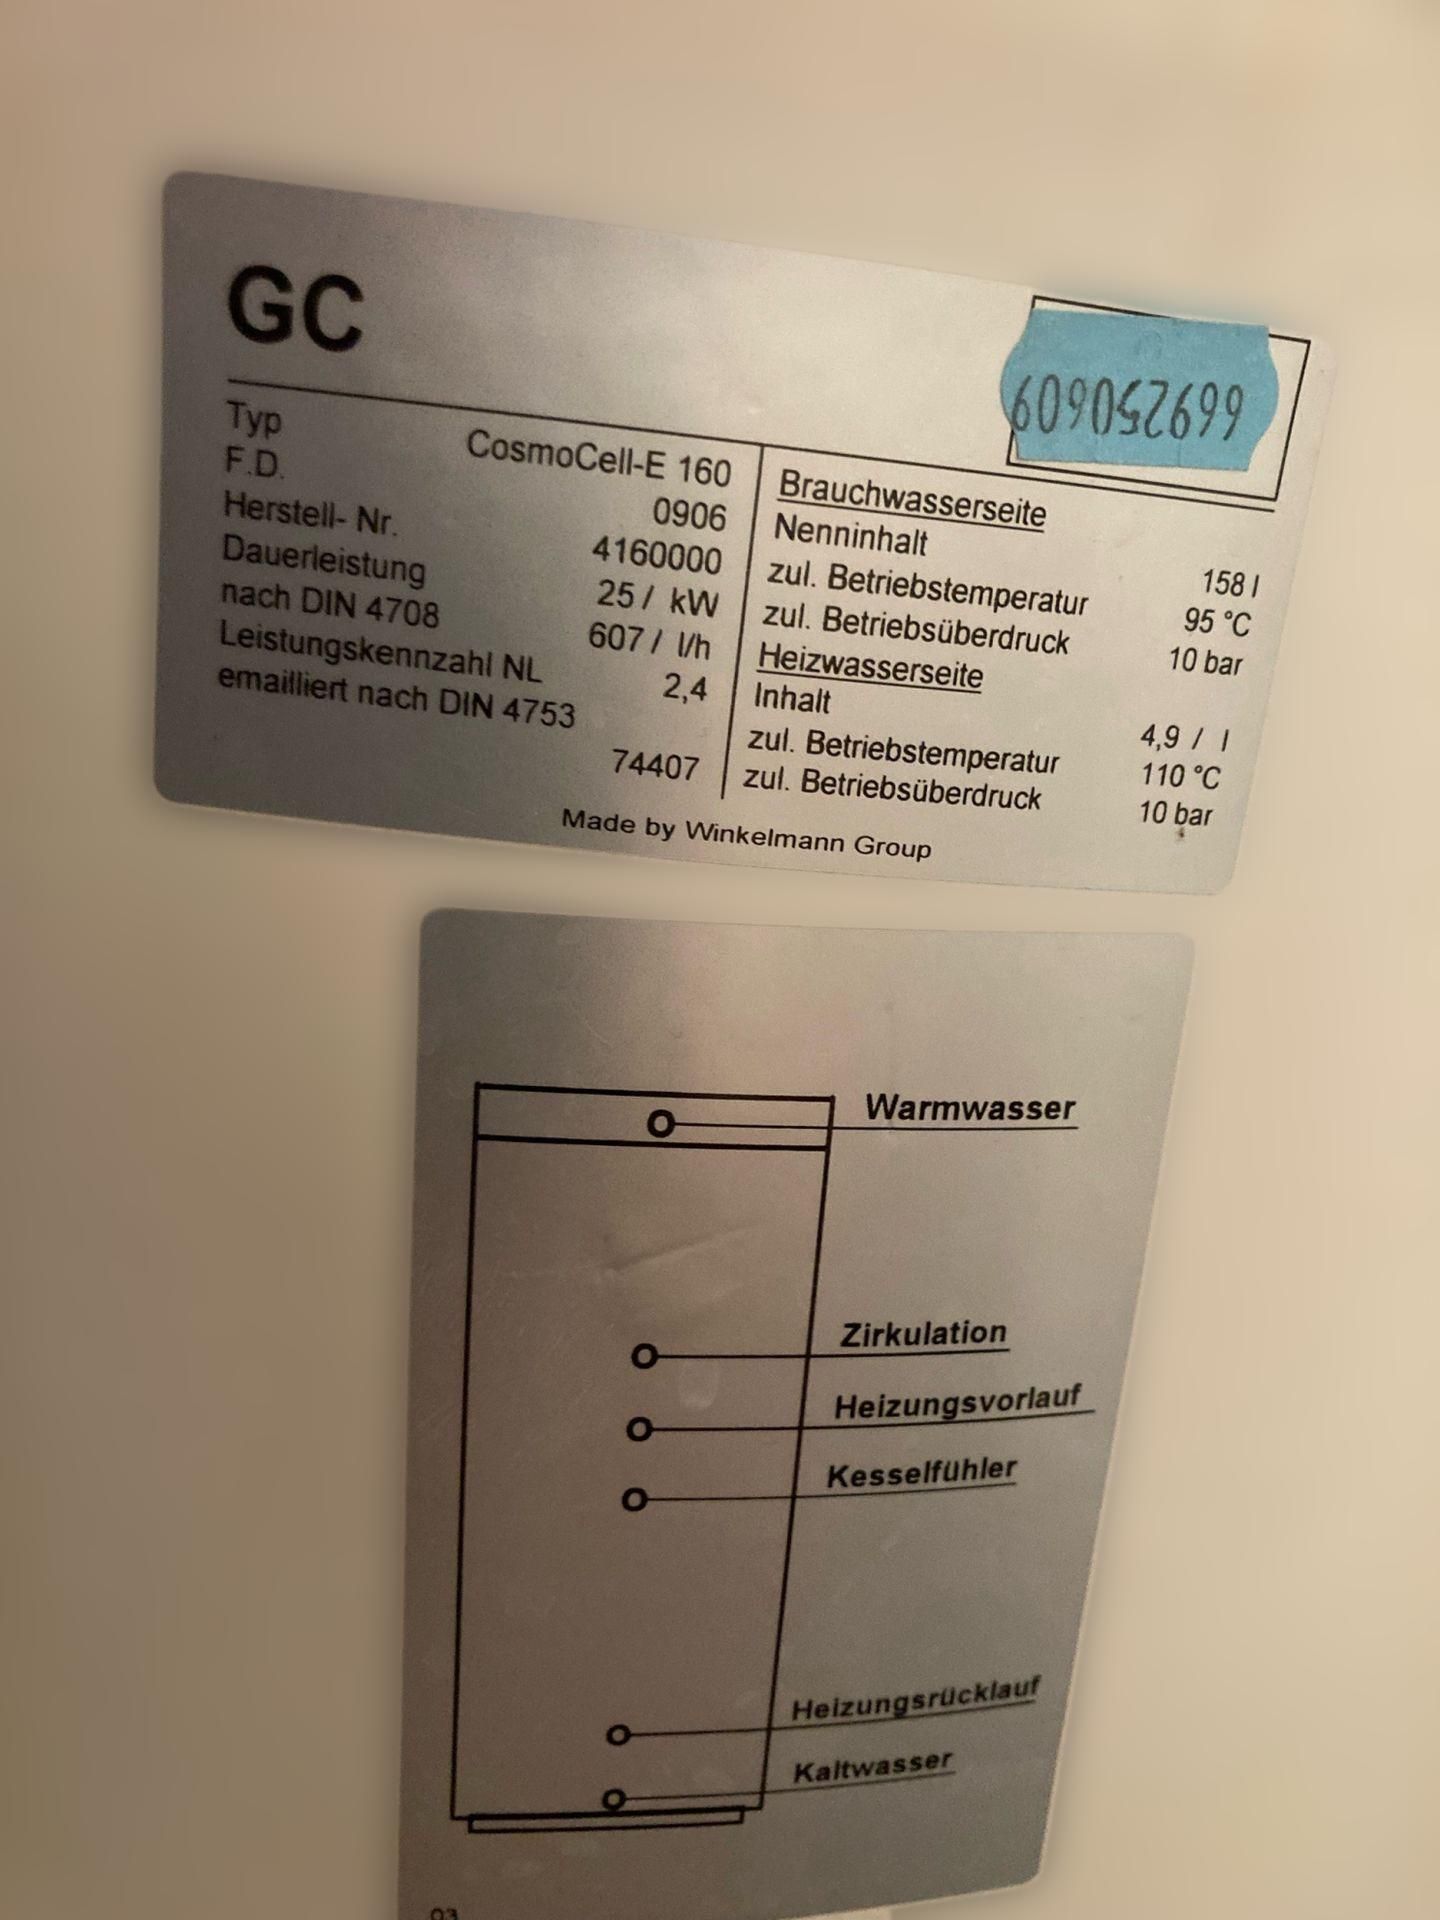 GC
609052699
Typ CosmoCell-E 160
F.D. 0906
Herstell- Nr. 4160000
Dauerleistung 25 / kW
nach DIN 4708 607 / l/h
Leistungskennzahl NL 2,4
emailliert nach DIN 4753
74407
Brauchwasserseite
Nenninhalt 158 l
zul. Betriebstemperatur 95 °C
zul. Betriebsüberdruck 10 bar
Heizwasserseite
Inhalt 4,9 / l
zul. Betriebstemperatur 110 °C
zul. Betriebsüberdruck 10 bar
Made by Winkelmann Group
Warmwasser
Zirkulation
Heizungsvorlauf
Kesselfühler
Heizungsrücklauf
Kaltwasser